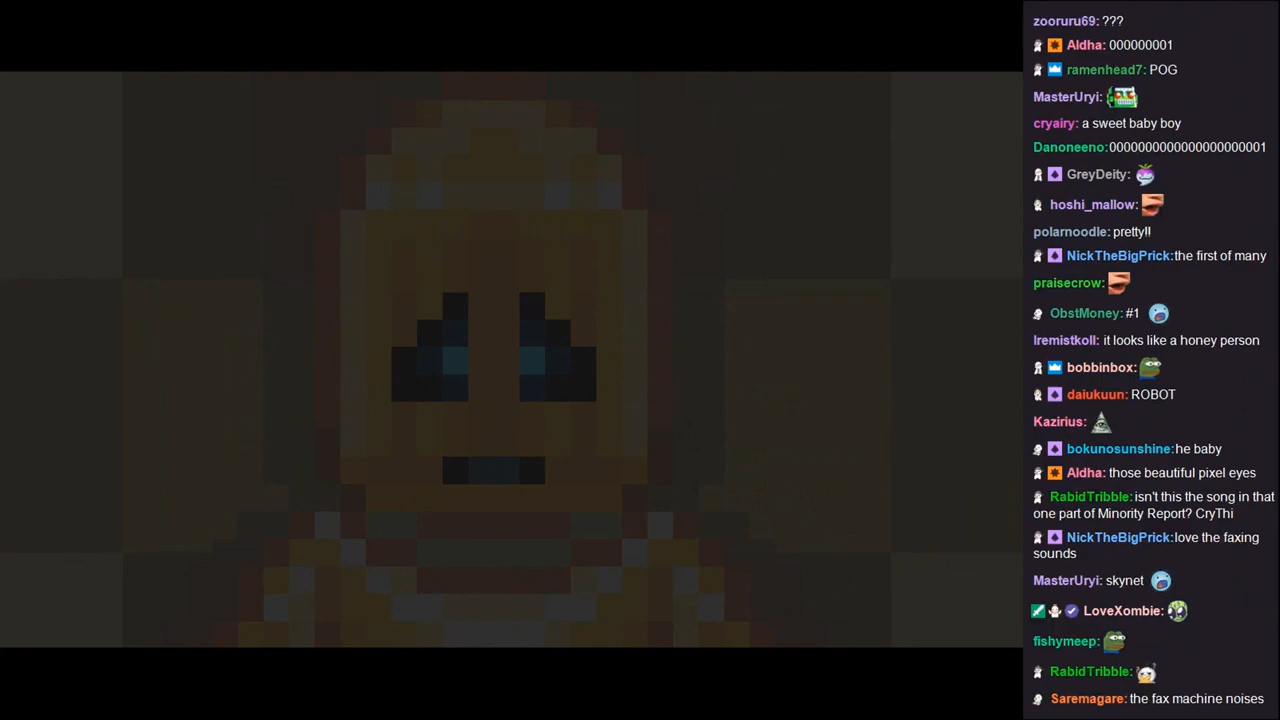 zooruru69: ???
Aldha: 000000001
ramenhead7: POG
MasterUryi:
cryairy: a sweet baby boy
Danoneeno: 0000000000000000000001
GreyDeity:
hoshi_mallow:
polarnoodle: pretty!!
NickTheBigPrick: the first of many
praisecrow:
ObstMoney: #1
lremistkoll: it looks like a honey person
bobbinbox:
daiukuun: ROBOT
Kazirius:
bokunosunshine: he baby
Aldha: those beautiful pixel eyes
RabidTribble: isn't this the song in that
one part of Minority Report? CryThi
NickTheBigPrick: love the faxing
sounds
MasterUryi: skynet
LoveXombie:
fishymeep:
RabidTribble:
Saremagare: the fax machine noises